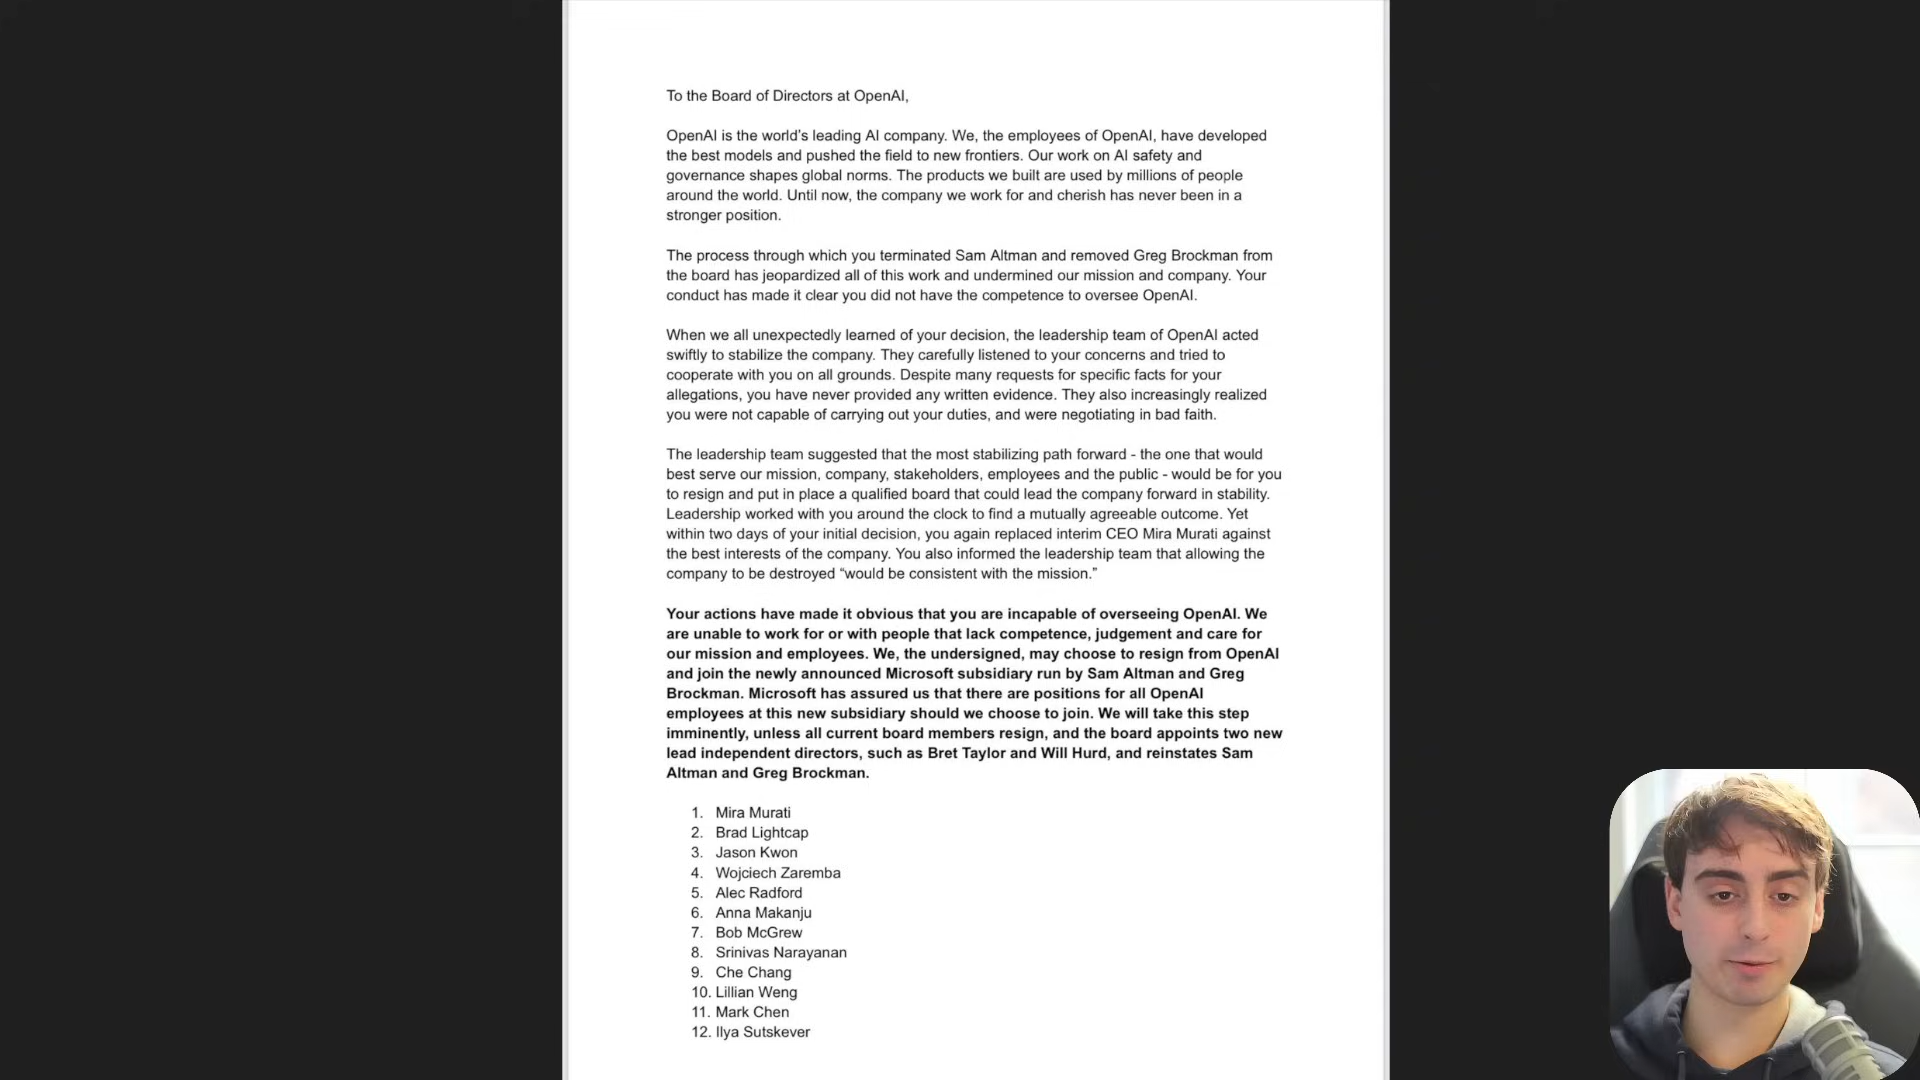 To the Board of Directors at OpenAI,
OpenAI is the world's leading AI company. We, the employees of OpenAI, have developed
the best models and pushed the field to new frontiers. Our work on AI safety and
governance shapes global norms. The products we built are used by millions of people
around the world. Until now, the company we work for and cherish has never been in a
stronger position.
The process through which you terminated Sam Altman and removed Greg Brockman from
the board has jeopardized all of this work and undermined our mission and company. Your
conduct has made it clear you did not have the competence to oversee OpenAI.
When we all unexpectedly learned of your decision, the leadership team of OpenAI acted
swiftly to stabilize the company. They carefully listened to your concerns and tried to
cooperate with you on all grounds. Despite many requests for specific facts for your
allegations, you have never provided any written evidence. They also increasingly realized
you were not capable of carrying out your duties, and were negotiating in bad faith.
The leadership team suggested that the most stabilizing path forward - the one that would
best serve our mission, company, stakeholders, employees and the public - would be for you
to resign and put in place a qualified board that could lead the company forward in stability.
Leadership worked with you around the clock to find a mutually agreeable outcome. Yet
within two days of your initial decision, you again replaced interim CEO Mira Murati against
the best interests of the company. You also informed the leadership team that allowing the
company to be destroyed “would be consistent with the mission.”
Your actions have made it obvious that you are incapable of overseeing OpenAI. We
are unable to work for or with people that lack competence, judgement and care for
our mission and employees. We, the undersigned, may choose to resign from OpenAI
and join the newly announced Microsoft subsidiary run by Sam Altman and Greg
Brockman. Microsoft has assured us that there are positions for all OpenAI
employees at this new subsidiary should we choose to join. We will take this step
imminently, unless all current board members resign, and the board appoints two new
lead independent directors, such as Bret Taylor and Will Hurd, and reinstates Sam
Altman and Greg Brockman.
1. Mira Murati
2. Brad Lightcap
3. Jason Kwon
4. Wojciech Zaremba
5. Alec Radford
6. Anna Makanju
7. Bob McGrew
8. Srinivas Narayanan
9. Che Chang
10. Lillian Weng
11. Mark Chen
12. Ilya Sutskever